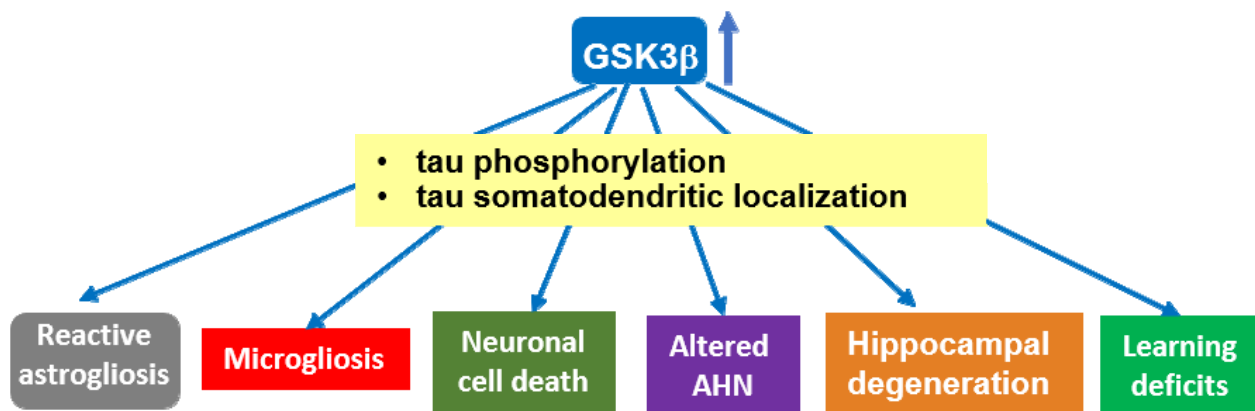 GSK3β
• tau phosphorylation
• tau somatodendritic localization
Reactive
astrogliosis
Microgliosis
Neuronal
cell death
Altered
AHN
Hippocampal
degeneration
Learning
deficits